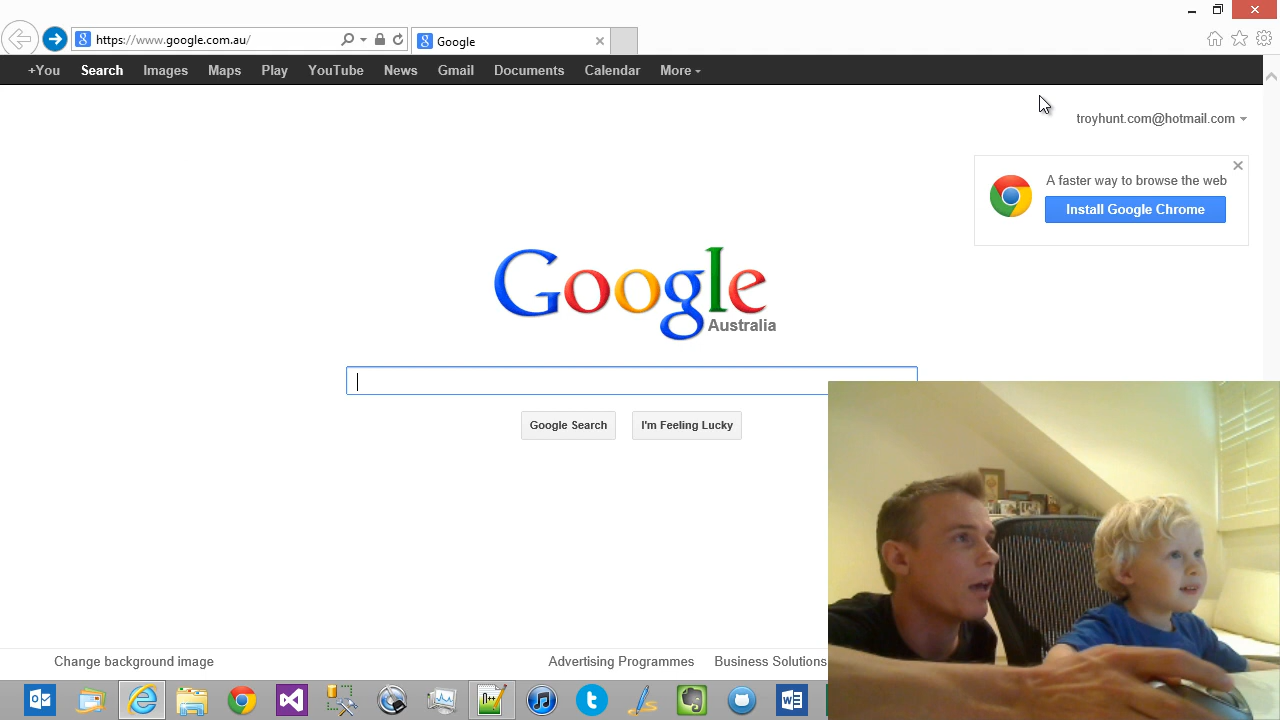 https://www.google.com.au/
Google
+You Search Images Maps Play YouTube News Gmail Documents Calendar More
troyhunt.com@hotmail.com
A faster way to browse the web
Install Google Chrome
Google
Australia
Google Search I'm Feeling Lucky
Change background image Advertising Programmes Business Solutions